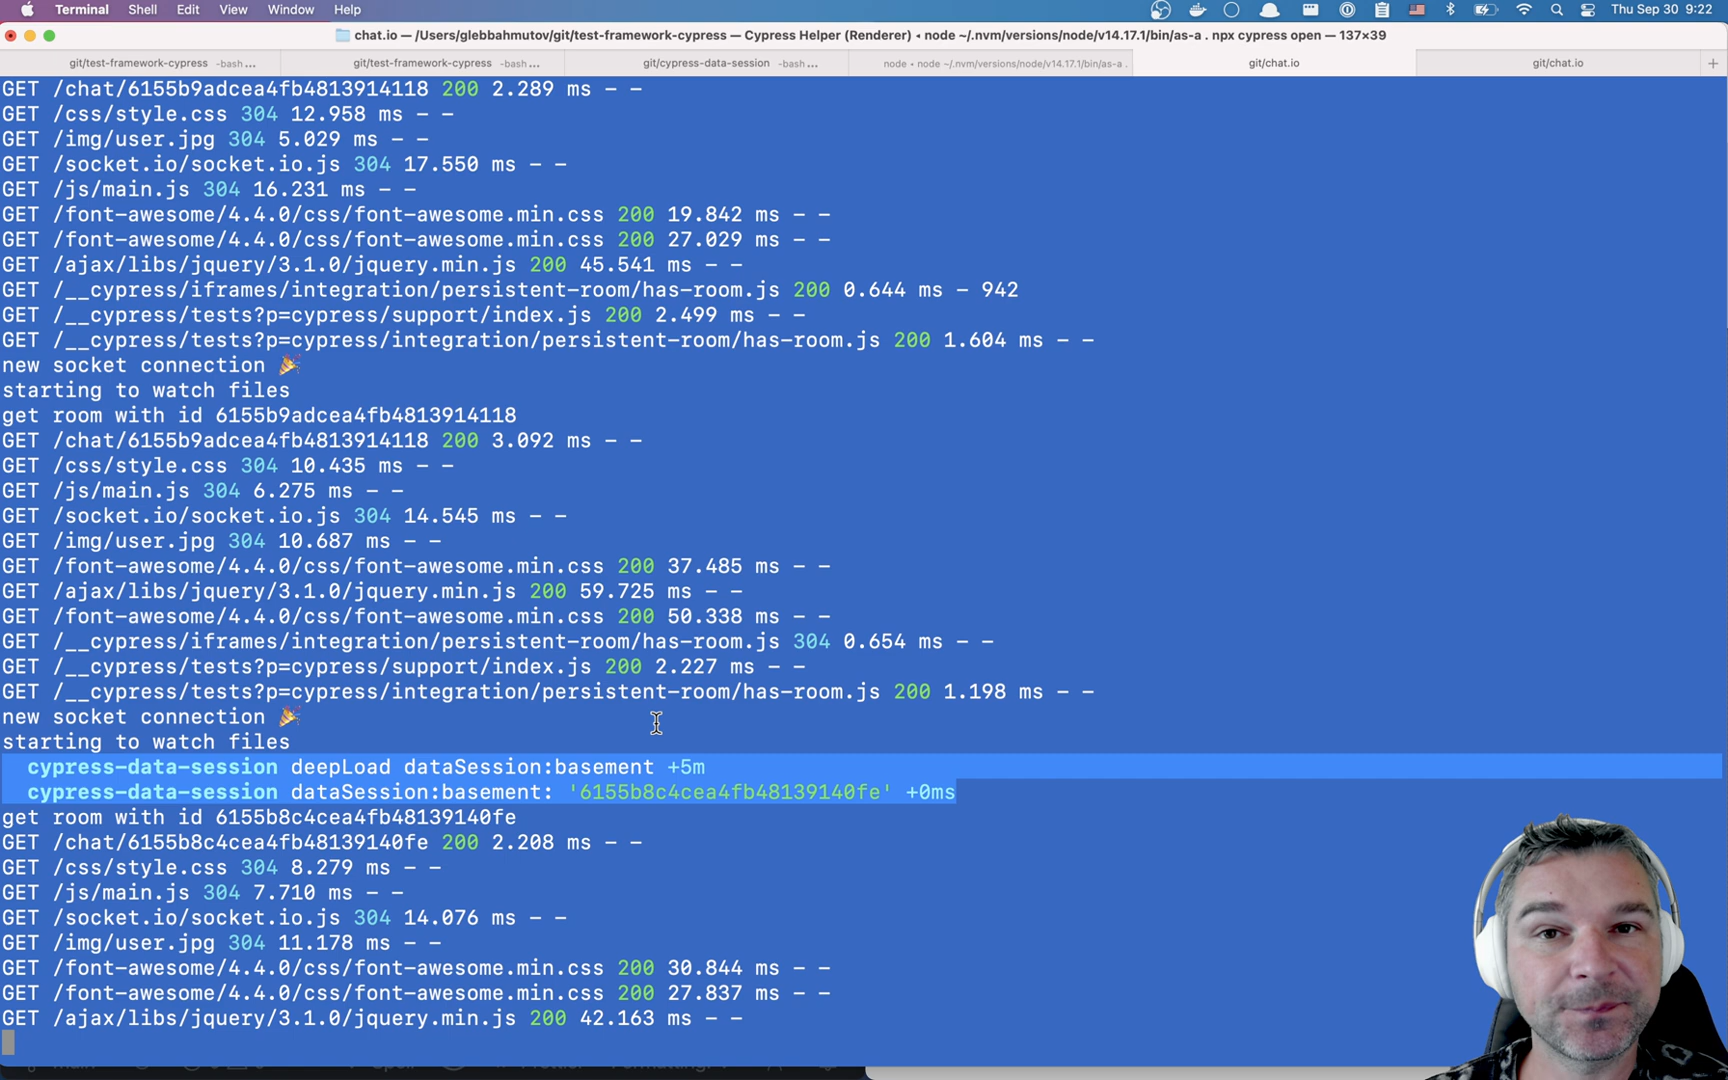 Terminal Shell Edit View Window Help Thu Sep 30 9:22
chat.io — /Users/glebbahmutov/git/test-framework-cypress — Cypress Helper (Renderer) ◂ node ~/.nvm/versions/node/v14.17.1/bin/as-a . npx cypress open — 137×39
git/test-framework-cypress -bash ... git/test-framework-cypress -bash ... git/cypress-data-session -bash ... node • node ~/.nvm/versions/node/v14.17.1/bin/as-a . git/chat.io git/chat.io +
GET /chat/6155b9adcea4fb4813914118 200 2.289 ms - -
GET /css/style.css 304 12.958 ms - -
GET /img/user.jpg 304 5.029 ms - -
GET /socket.io/socket.io.js 304 17.550 ms - -
GET /js/main.js 304 16.231 ms - -
GET /font-awesome/4.4.0/css/font-awesome.min.css 200 19.842 ms - -
GET /font-awesome/4.4.0/css/font-awesome.min.css 200 27.029 ms - -
GET /ajax/libs/jquery/3.1.0/jquery.min.js 200 45.541 ms - -
GET /__cypress/iframes/integration/persistent-room/has-room.js 200 0.644 ms - 942
GET /__cypress/tests?p=cypress/support/index.js 200 2.499 ms - -
GET /__cypress/tests?p=cypress/integration/persistent-room/has-room.js 200 1.604 ms - -
new socket connection 🎉
starting to watch files
get room with id 6155b9adcea4fb4813914118
GET /chat/6155b9adcea4fb4813914118 200 3.092 ms - -
GET /css/style.css 304 10.435 ms - -
GET /js/main.js 304 6.275 ms - -
GET /socket.io/socket.io.js 304 14.545 ms - -
GET /img/user.jpg 304 10.687 ms - -
GET /font-awesome/4.4.0/css/font-awesome.min.css 200 37.485 ms - -
GET /ajax/libs/jquery/3.1.0/jquery.min.js 200 59.725 ms - -
GET /font-awesome/4.4.0/css/font-awesome.min.css 200 50.338 ms - -
GET /__cypress/iframes/integration/persistent-room/has-room.js 304 0.654 ms - -
GET /__cypress/tests?p=cypress/support/index.js 200 2.227 ms - -
GET /__cypress/tests?p=cypress/integration/persistent-room/has-room.js 200 1.198 ms - -
new socket connection 🎉
starting to watch files
cypress-data-session deepLoad dataSession:basement +5m
cypress-data-session dataSession:basement: '6155b8c4cea4fb48139140fe' +0ms
get room with id 6155b8c4cea4fb48139140fe
GET /chat/6155b8c4cea4fb48139140fe 200 2.208 ms - -
GET /css/style.css 304 8.279 ms - -
GET /js/main.js 304 7.710 ms - -
GET /socket.io/socket.io.js 304 14.076 ms - -
GET /img/user.jpg 304 11.178 ms - -
GET /font-awesome/4.4.0/css/font-awesome.min.css 200 30.844 ms - -
GET /font-awesome/4.4.0/css/font-awesome.min.css 200 27.837 ms - -
GET /ajax/libs/jquery/3.1.0/jquery.min.js 200 42.163 ms - -